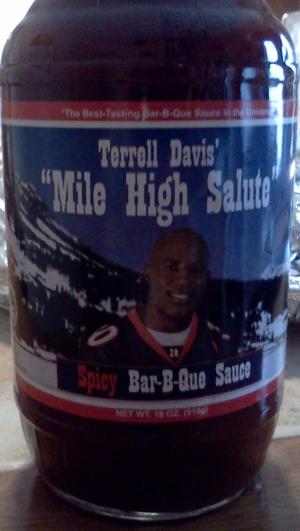 "The Best-Tasting Bar-B-Que Sauce in the Universe"
Terrell Davis'
"Mile High Salute"
Spicy Bar-B-Que Sauce
NET WT. 18 OZ. (510g)